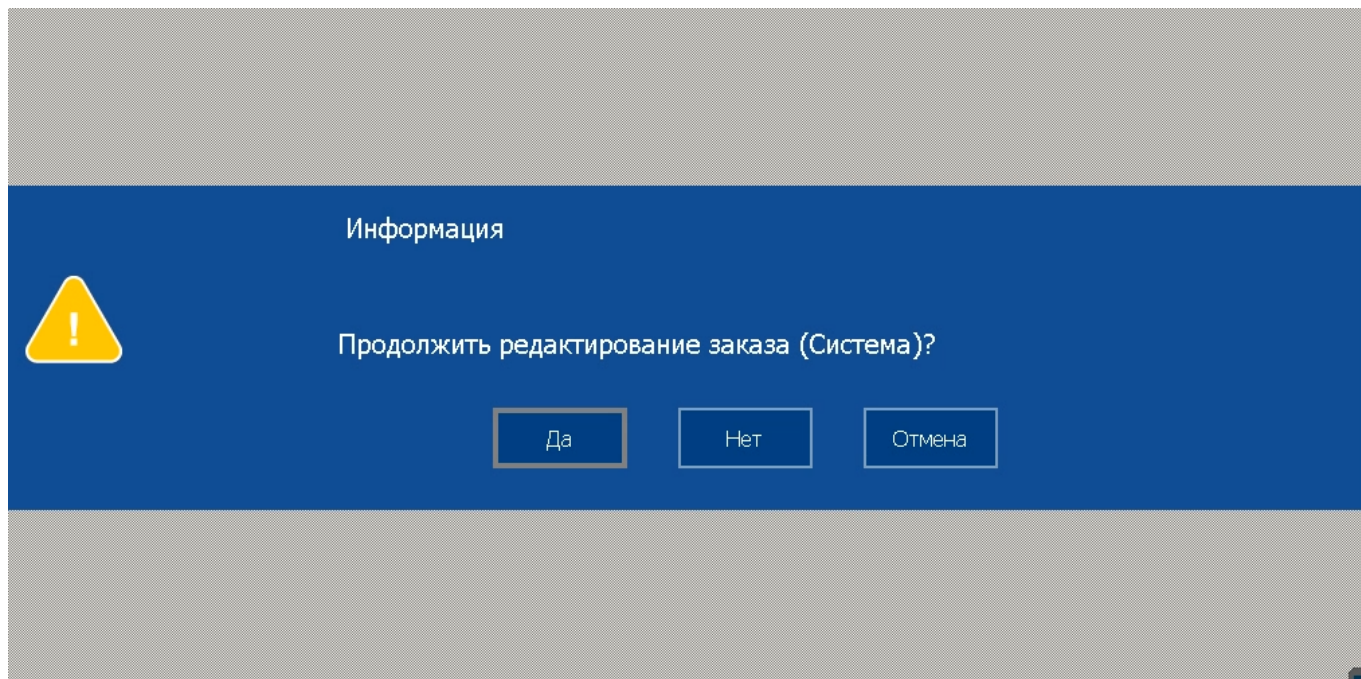 Информация
!
Продолжить редактирование заказа (Система)?
Да
Нет
Отмена